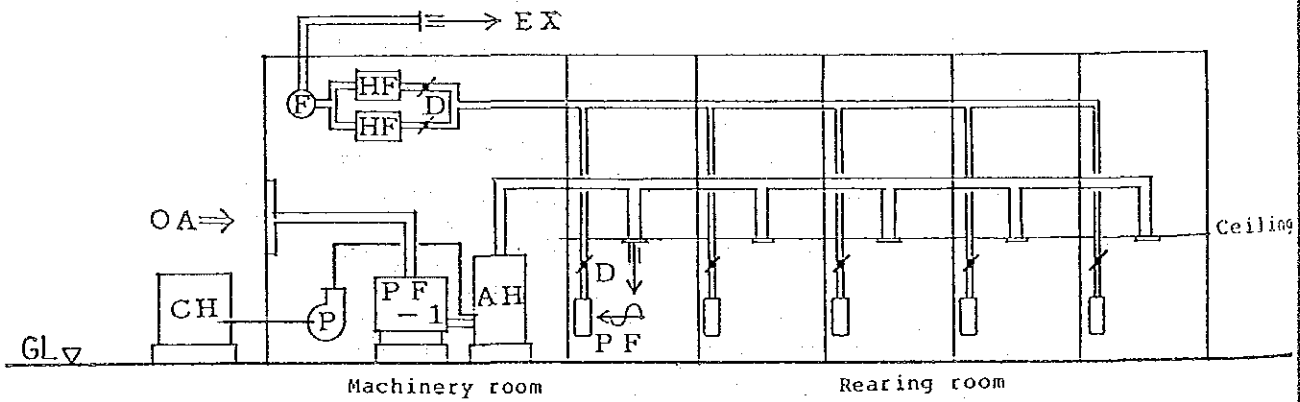 EX
HF
F
D
HF
OA
Ceiling
PF
-1
AH
D
CH
P
PF
GL
Machinery room
Rearing room